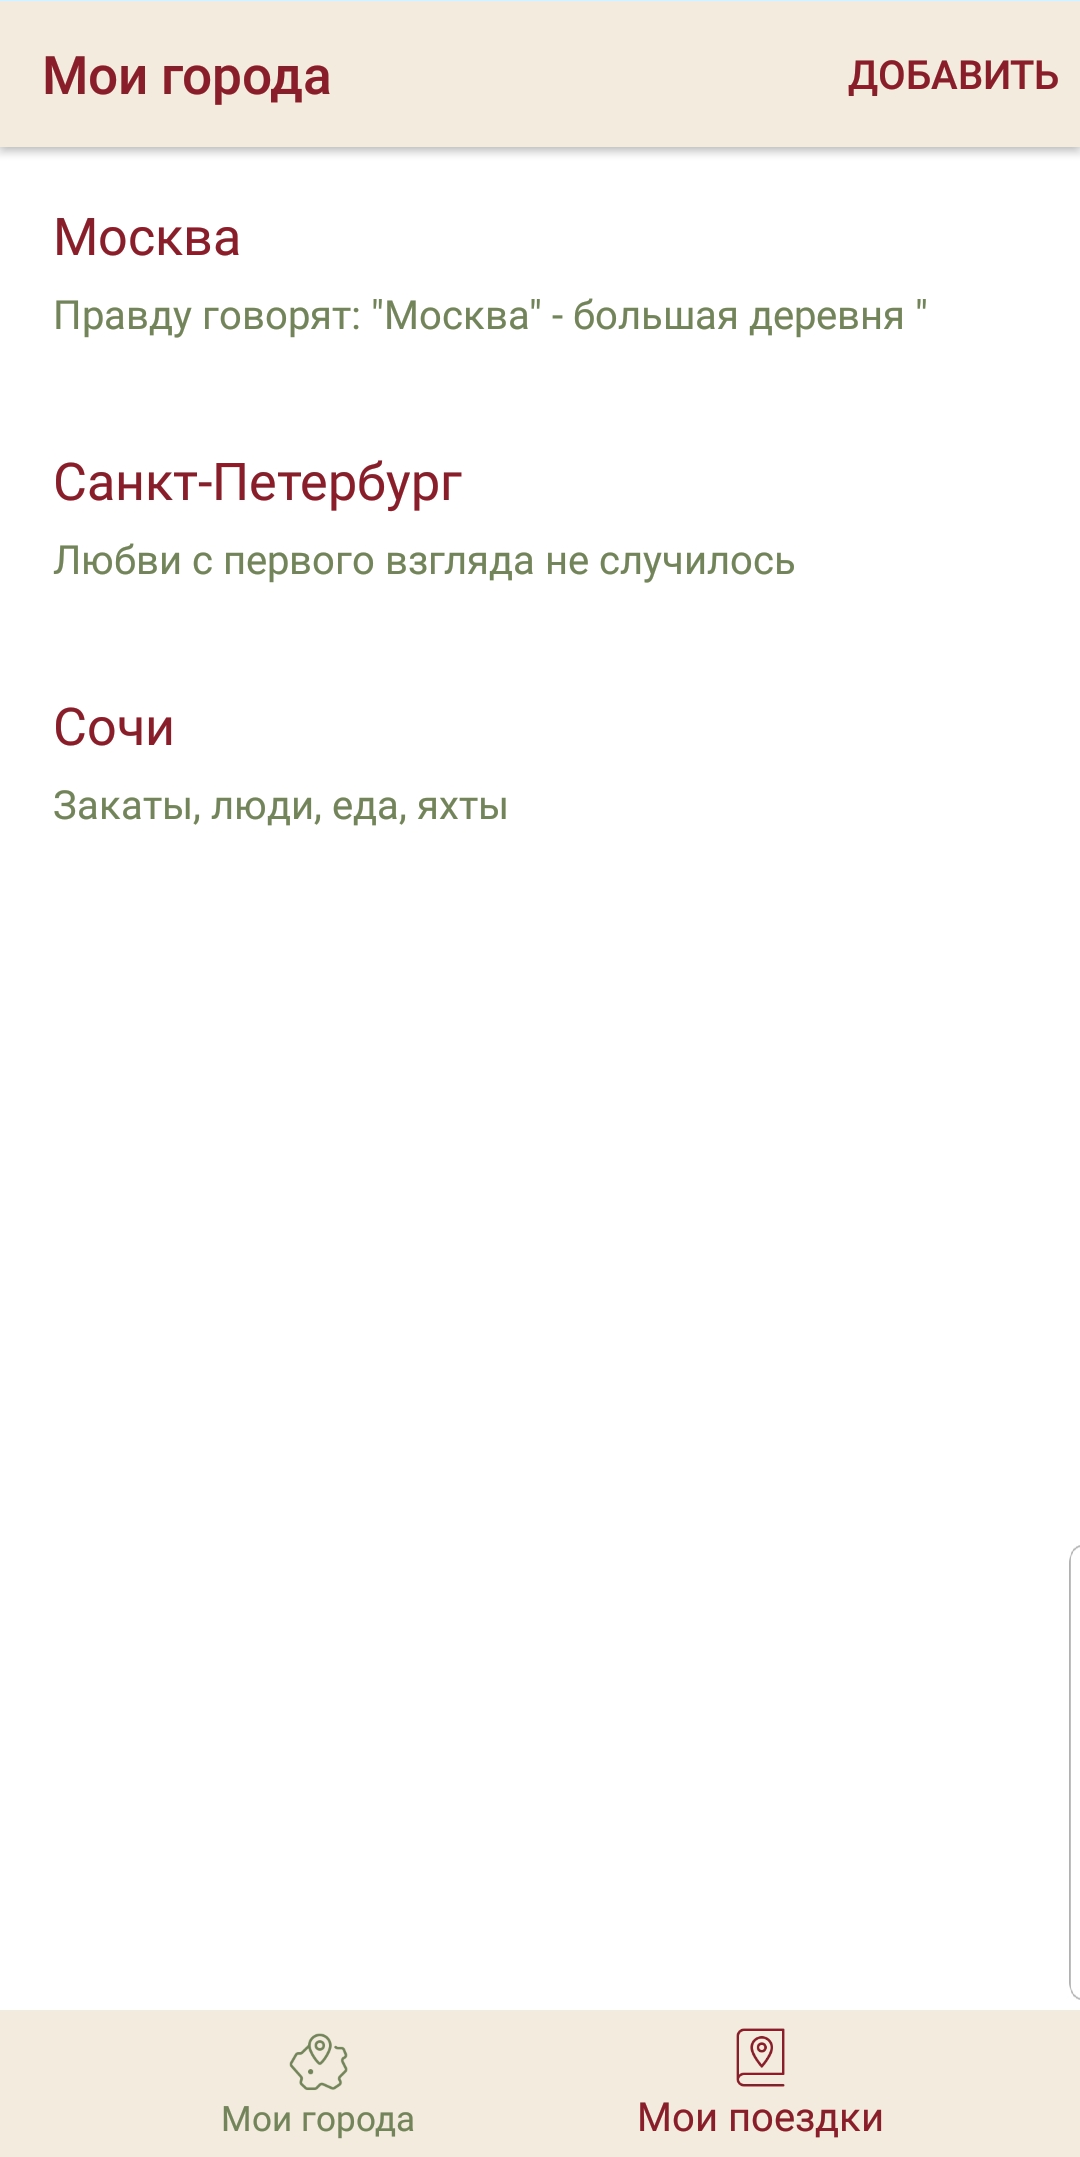 Мои города
ДОБАВИТЬ
Москва
Правду говорят: "Москва" - большая деревня "
Санкт-Петербург
Любви с первого взгляда не случилось
Сочи
Закаты, люди, еда, яхты
Мои города
Мои поездки